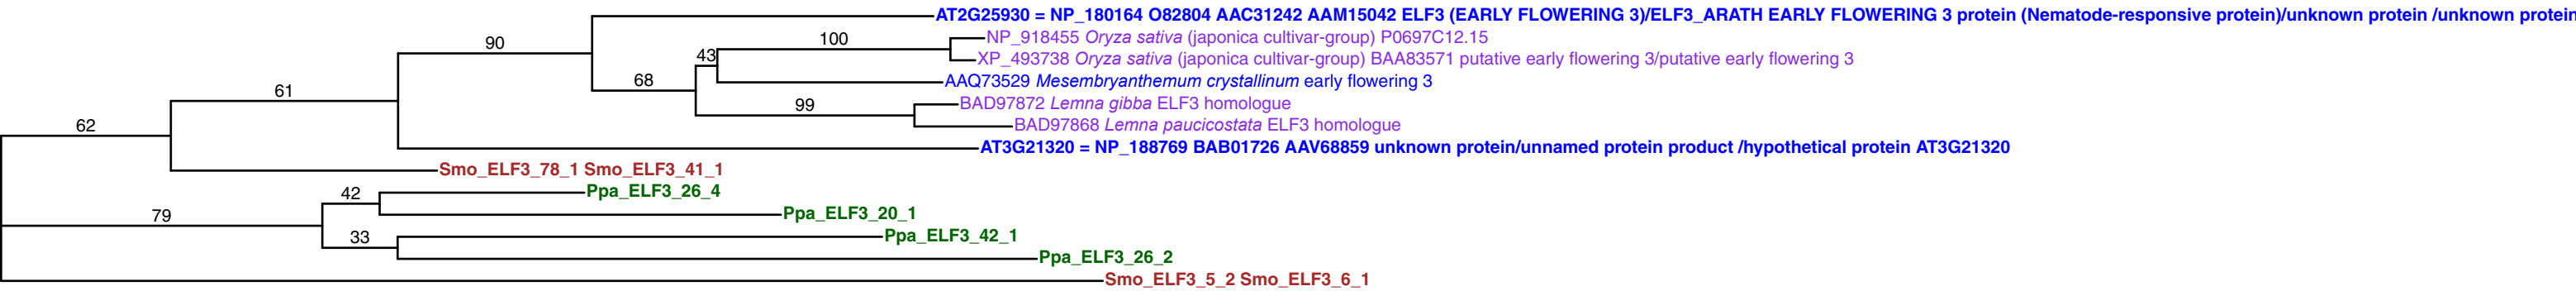 AT2G25930 = NP_180164 O82804 AAC31242 AAM15042 ELF3 (EARLY FLOWERING 3)/ELF3_ARATH EARLY FLOWERING 3 protein (Nematode-responsive protein)/unknown protein /unknown protein
90
100
NP_918455 Oryza sativa (japonica cultivar-group) P0697C12.15
43
XP_493738 Oryza sativa (japonica cultivar-group) BAA83571 putative early flowering 3/putative early flowering 3
68
AAQ73529 Mesembryanthemum crystallinum early flowering 3
61
99
BAD97872 Lemna gibba ELF3 homologue
62
BAD97868 Lemna paucicostata ELF3 homologue
AT3G21320 = NP_188769 BAB01726 AAV68859 unknown protein/unnamed protein product /hypothetical protein AT3G21320
Smo_ELF3_78_1 Smo_ELF3_41_1
42
Ppa_ELF3_26_4
79
Ppa_ELF3_20_1
33
Ppa_ELF3_42_1
Ppa_ELF3_26_2
Smo_ELF3_5_2 Smo_ELF3_6_1